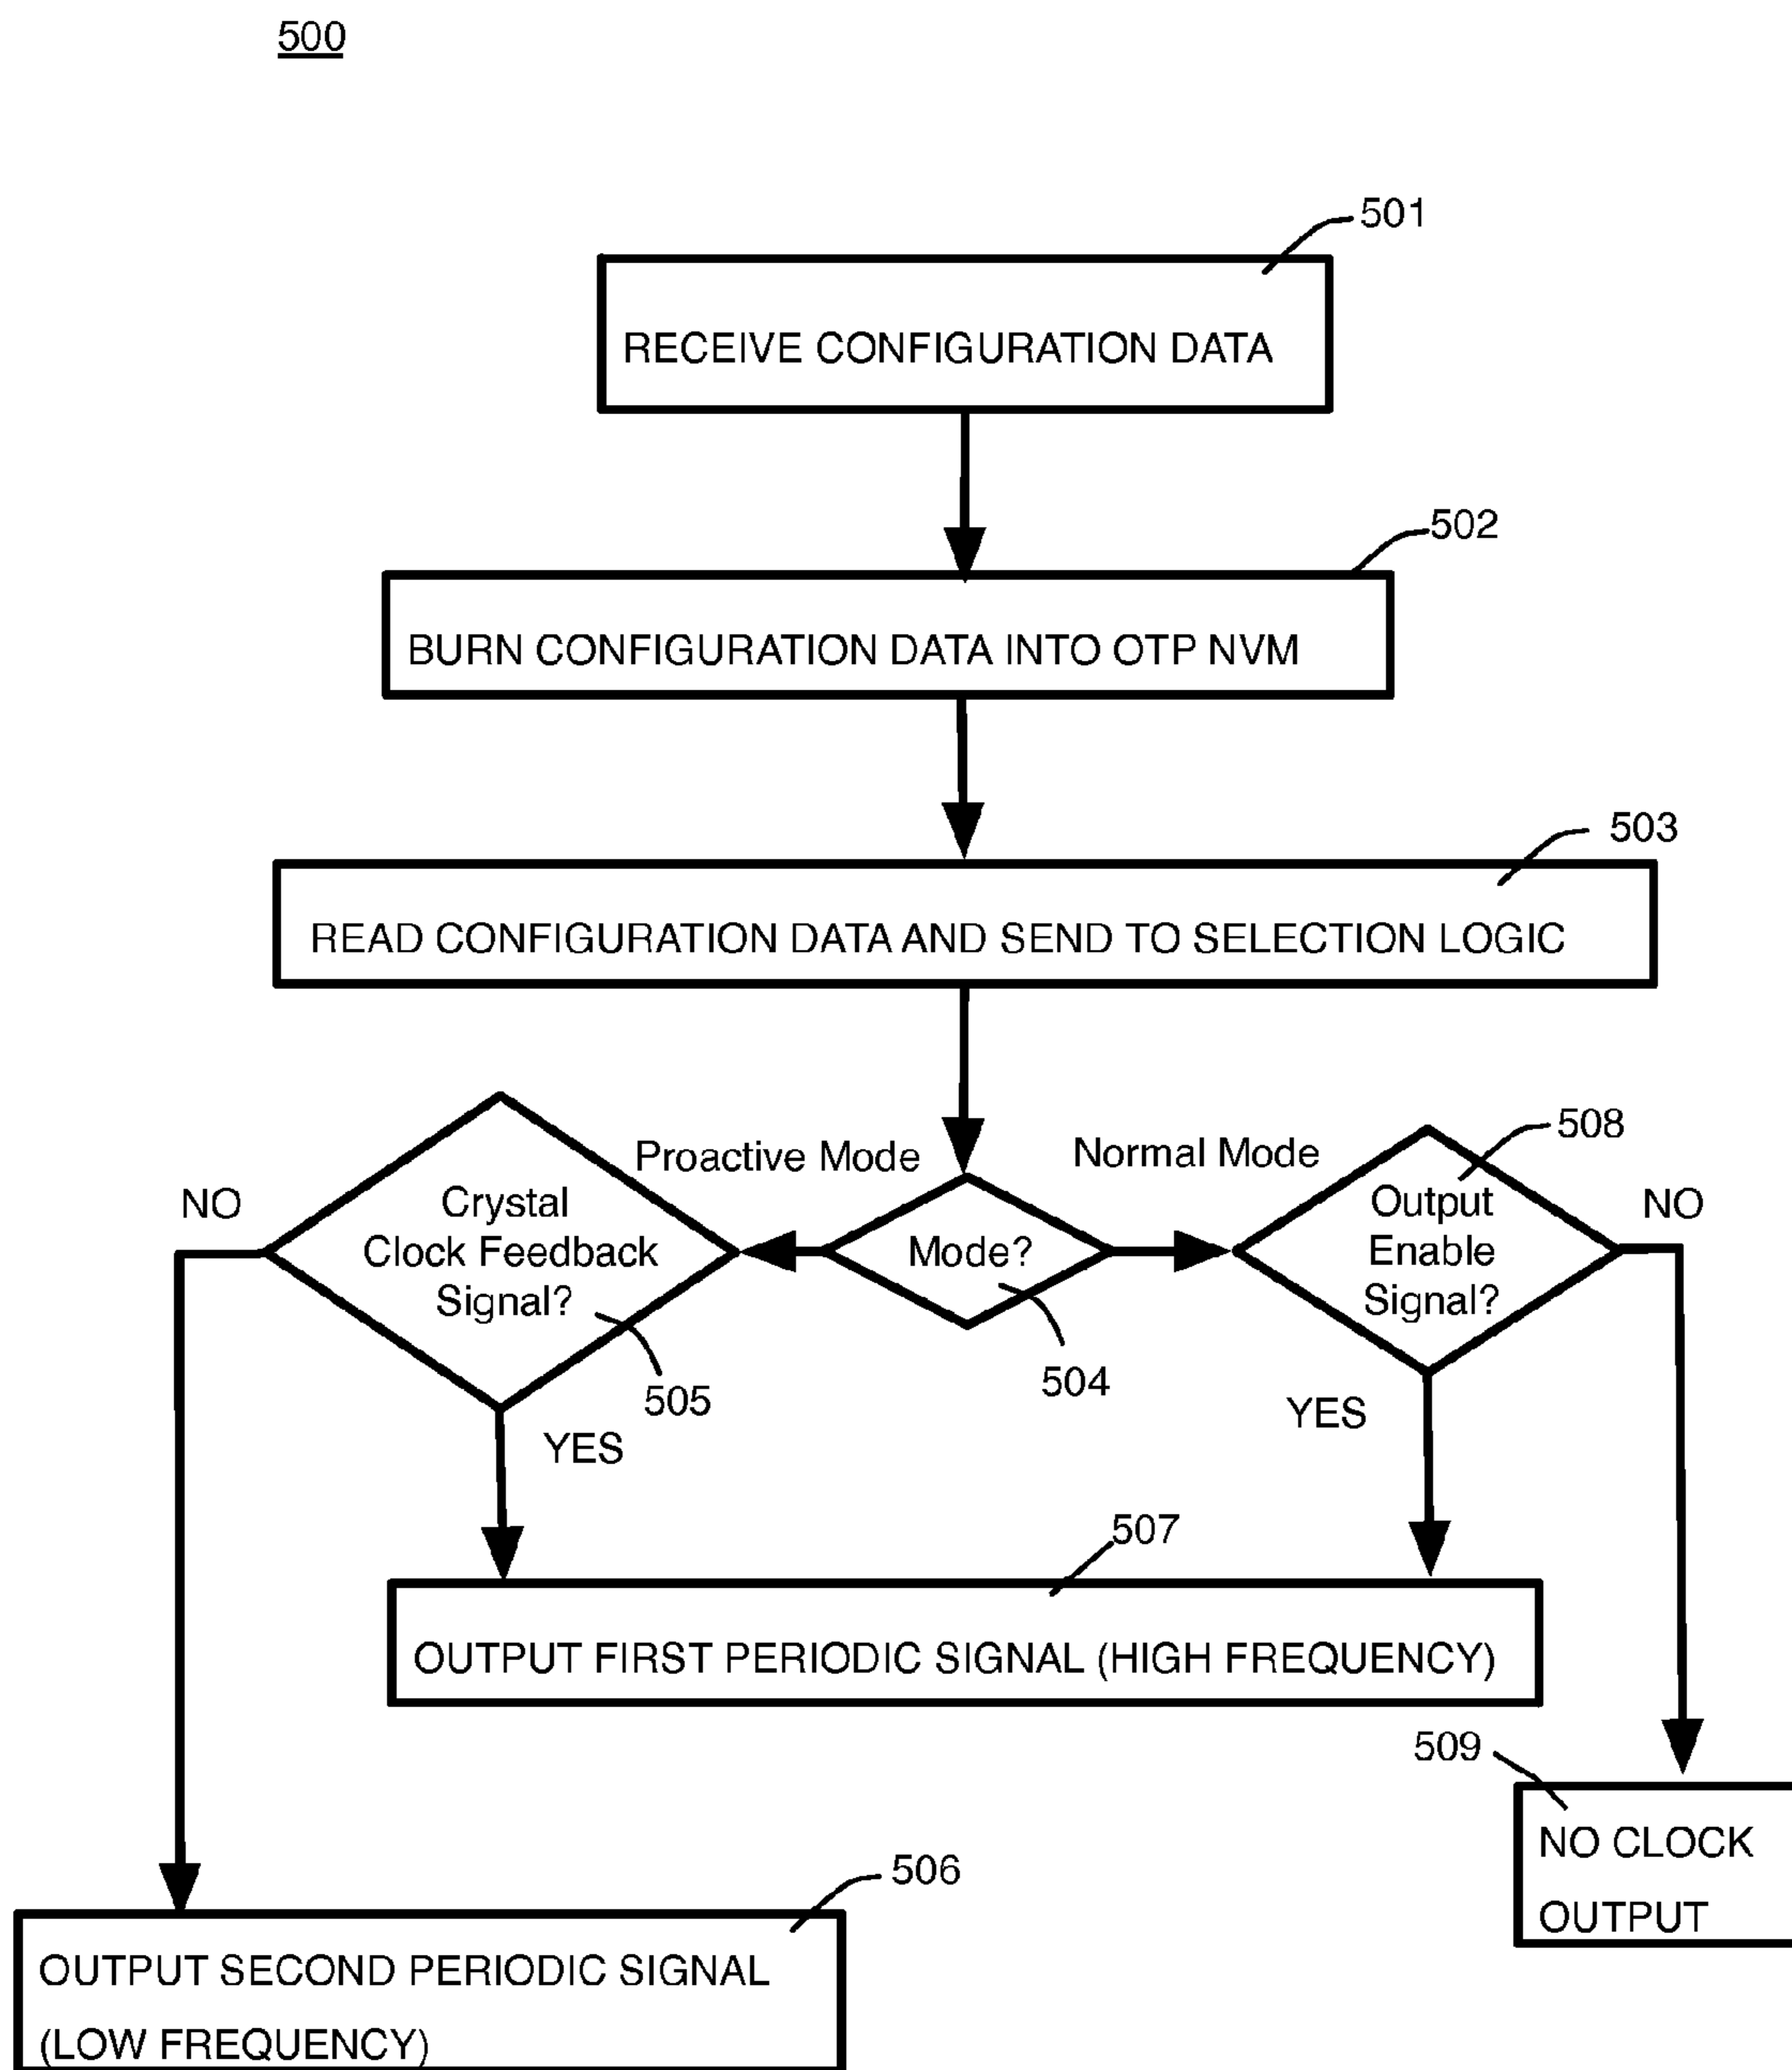 500
501
RECEIVE CONFIGURATION DATA
502
BURN CONFIGURATION DATA INTO OTP NVM
503
READ CONFIGURATION DATA AND SEND TO SELECTION LOGIC
Proactive Mode
Normal Mode
508
NO
Crystal
Clock Feedback
Signal?
Mode?
Output
Enable
Signal?
NO
505
504
YES
YES
507
OUTPUT FIRST PERIODIC SIGNAL (HIGH FREQUENCY)
509
NO CLOCK
OUTPUT
506
OUTPUT SECOND PERIODIC SIGNAL
(LOW FREQUENCY)